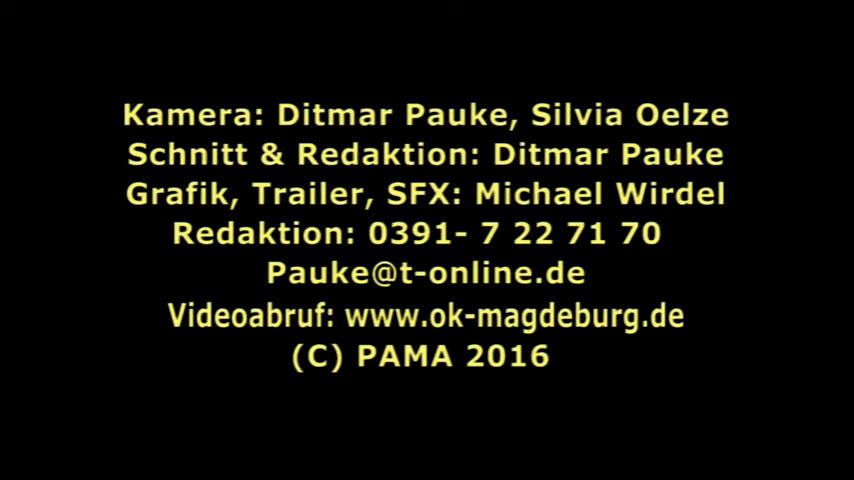 Kamera: Ditmar Pauke, Silvia Oelze
Schnitt & Redaktion: Ditmar Pauke
Grafik, Trailer, SFX: Michael Wirdel
Redaktion: 0391- 7 22 71 70
Pauke@t-online.de
Videoabruf: www.ok-magdeburg.de
(C) PAMA 2016